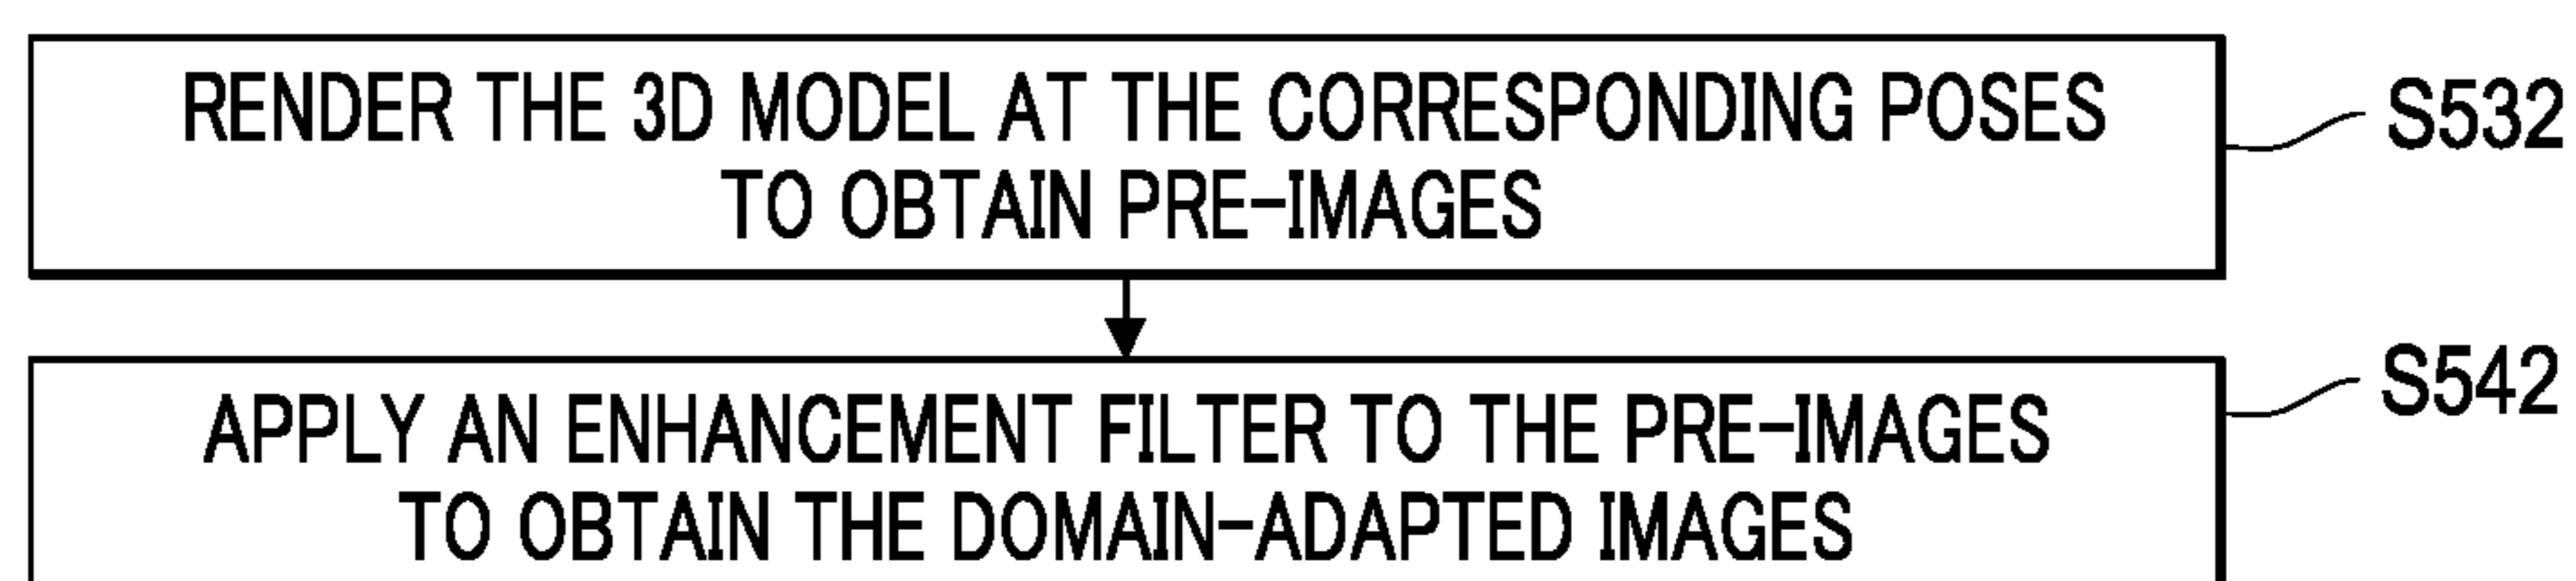 RENDER THE 3D MODEL AT THE CORRESPONDING POSES
TO OBTAIN PRE-IMAGES
S532
APPLY AN ENHANCEMENT FILTER TO THE PRE-IMAGES
TO OBTAIN THE DOMAIN-ADAPTED IMAGES
S542